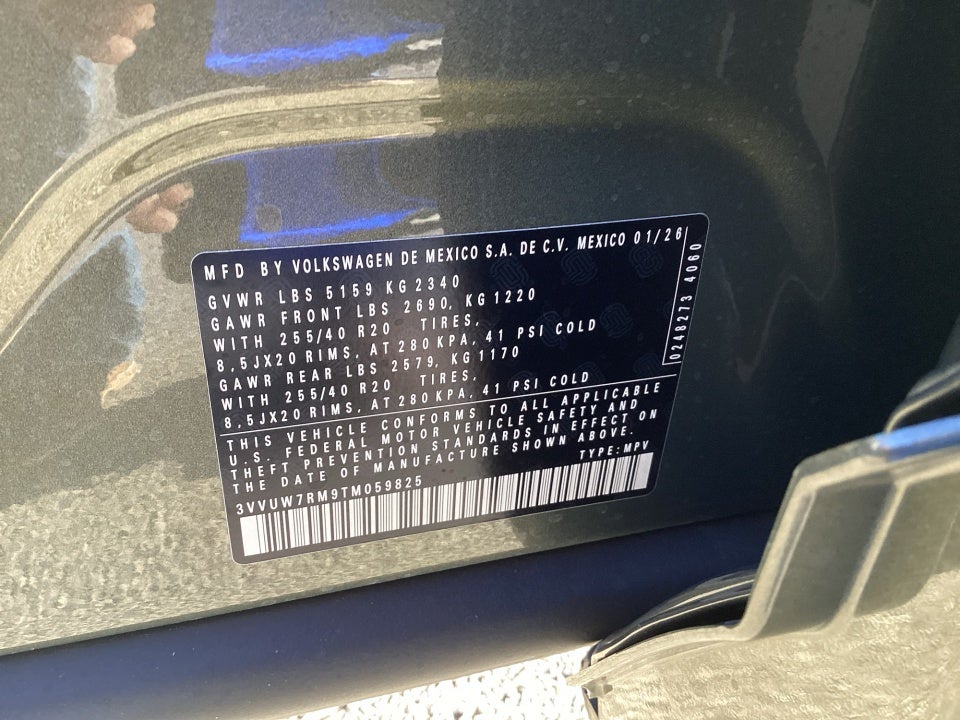 MFD BY VOLKSWAGEN DE MEXICO S.A. DE C.V. MEXICO 01/26
GVWR LBS 5159 KG 2340
GAWR FRONT LBS 2690, KG 1220
WITH 255/40 R20 TIRES,
8,5JX20 RIMS, AT 280 KPA, 41 PSI COLD
GAWR REAR LBS 2579, KG 1170
WITH 255/40 R20 TIRES,
8,5JX20 RIMS, AT 280 KPA, 41 PSI COLD
THIS VEHICLE CONFORMS TO ALL APPLICABLE
U.S. FEDERAL MOTOR VEHICLE SAFETY AND
THEFT PREVENTION STANDARDS IN EFFECT ON
THE DATE OF MANUFACTURE SHOWN ABOVE.
TYPE: MPV
3VVUW7RM9TM059825
0248273 4060